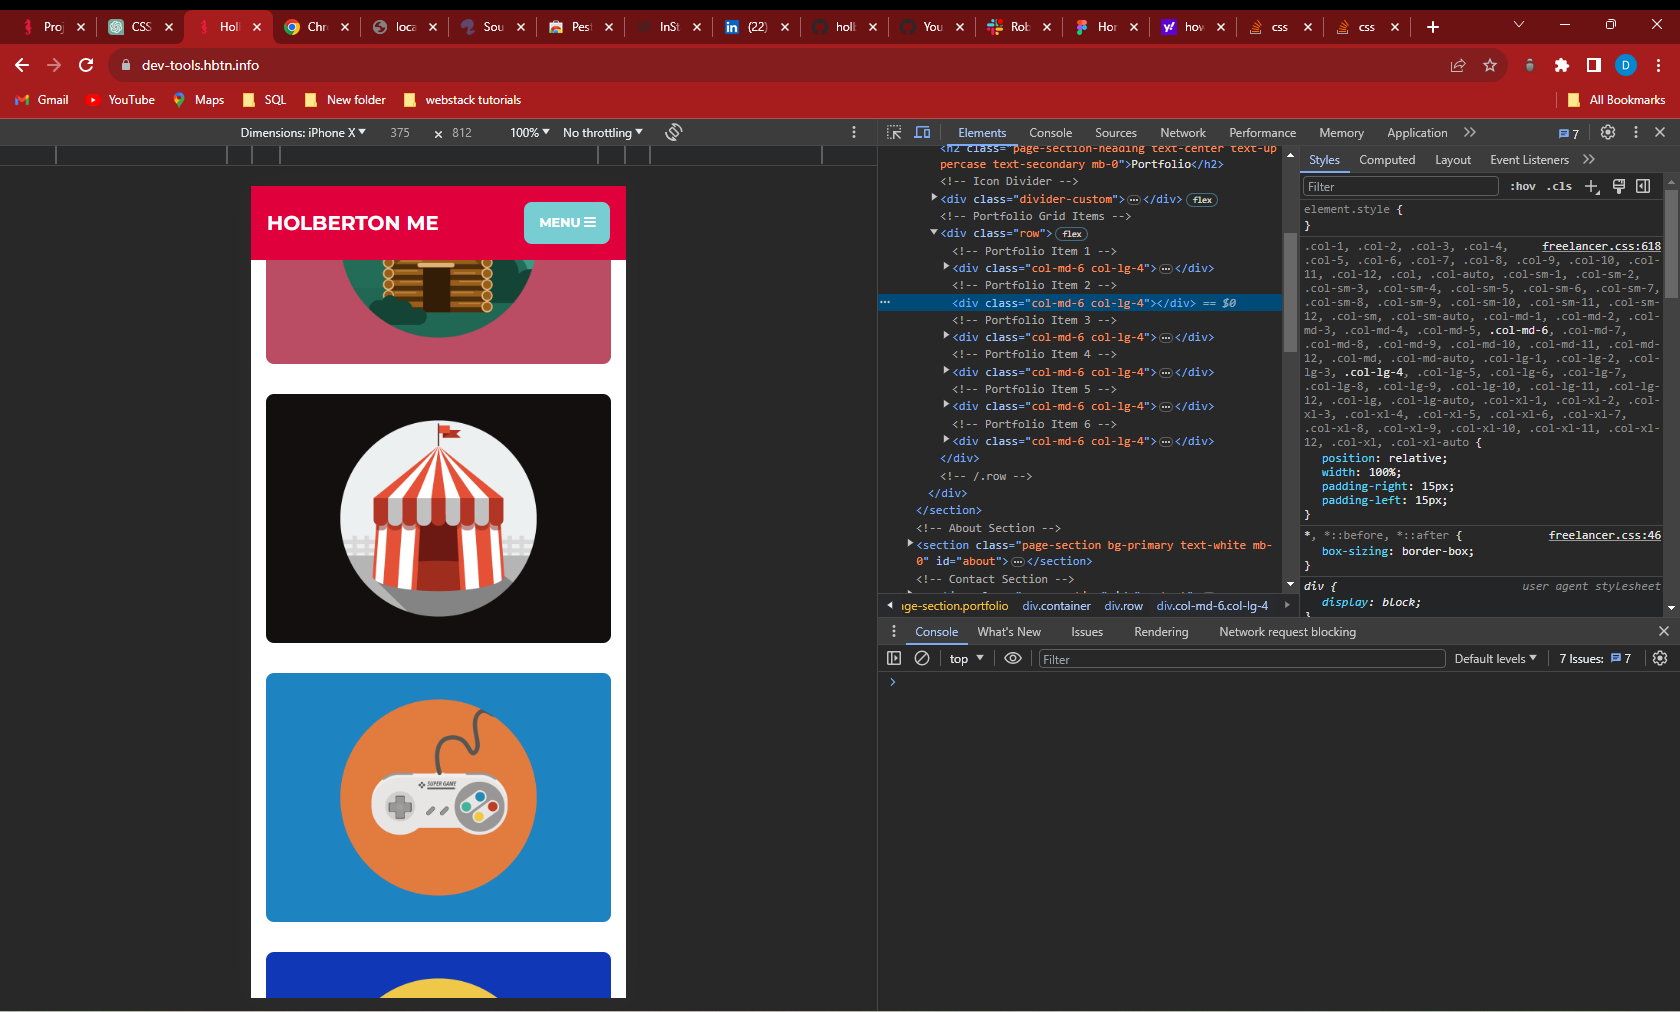 Proj
CSS
Holl
Chr
loca
Sou
Pest
InSt
(22)
holb
You
Rob
Hor
how
css
css
dev-tools.hbtn.info
D
Gmail
YouTube
Maps
SQL
New folder
webstack tutorials
All Bookmarks
Dimensions: iPhone X
375
x
812
100%
No throttling
Elements
Console
Sources
Network
Performance
Memory
Application
7
HOLBERTON ME
MENU
SUPER GAME
<h2 class="page-section-heading text-center text-up
percase text-secondary mb-0">Portfolio</h2>
<!-- Icon Divider -->
<div class="divider-custom">…</div> flex
<!-- Portfolio Grid Items -->
<div class="row"> flex
<!-- Portfolio Item 1 -->
<div class="col-md-6 col-lg-4">…</div>
<!-- Portfolio Item 2 -->
<div class="col-md-6 col-lg-4"></div> == $0
<!-- Portfolio Item 3 -->
<div class="col-md-6 col-lg-4">…</div>
<!-- Portfolio Item 4 -->
<div class="col-md-6 col-lg-4">…</div>
<!-- Portfolio Item 5 -->
<div class="col-md-6 col-lg-4">…</div>
<!-- Portfolio Item 6 -->
<div class="col-md-6 col-lg-4">…</div>
</div>
<!-- /.row -->
</div>
</section>
<!-- About Section -->
<section class="page-section bg-primary text-white mb-
0" id="about">…</section>
<!-- Contact Section -->
age-section.portfolio
div.container
div.row
div.col-md-6.col-lg-4
Styles
Computed
Layout
Event Listeners
Filter
:hov
.cls
element.style {
}
.col-1, .col-2, .col-3, .col-4, freelancer.css:618
.col-5, .col-6, .col-7, .col-8, .col-9, .col-10, .col-
11, .col-12, .col, .col-auto, .col-sm-1, .col-sm-2,
.col-sm-3, .col-sm-4, .col-sm-5, .col-sm-6, .col-sm-7,
.col-sm-8, .col-sm-9, .col-sm-10, .col-sm-11, .col-sm-
12, .col-sm, .col-sm-auto, .col-md-1, .col-md-2, .col-
md-3, .col-md-4, .col-md-5, .col-md-6, .col-md-7,
.col-md-8, .col-md-9, .col-md-10, .col-md-11, .col-md-
12, .col-md, .col-md-auto, .col-lg-1, .col-lg-2, .col-
lg-3, .col-lg-4, .col-lg-5, .col-lg-6, .col-lg-7,
.col-lg-8, .col-lg-9, .col-lg-10, .col-lg-11, .col-lg-
12, .col-lg, .col-lg-auto, .col-xl-1, .col-xl-2, .col-
xl-3, .col-xl-4, .col-xl-5, .col-xl-6, .col-xl-7,
.col-xl-8, .col-xl-9, .col-xl-10, .col-xl-11, .col-xl-
12, .col-xl, .col-xl-auto {
position: relative;
width: 100%;
padding-right: 15px;
padding-left: 15px;
}
*, *::before, *::after { freelancer.css:46
box-sizing: border-box;
}
div { user agent stylesheet
display: block;
Console
What's New
Issues
Rendering
Network request blocking
top
Filter
Default levels
7 Issues:
7